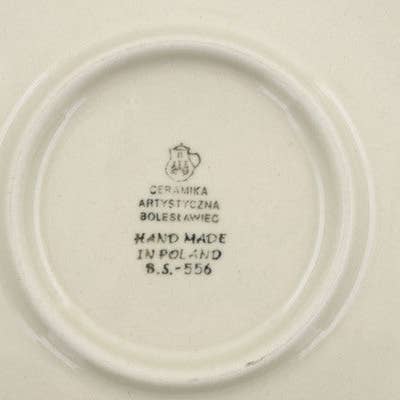 CERAMIKA
ARTYSTYCZNA
BOLESŁAWIEC
HAND MADE
IN POLAND
B.S.-556